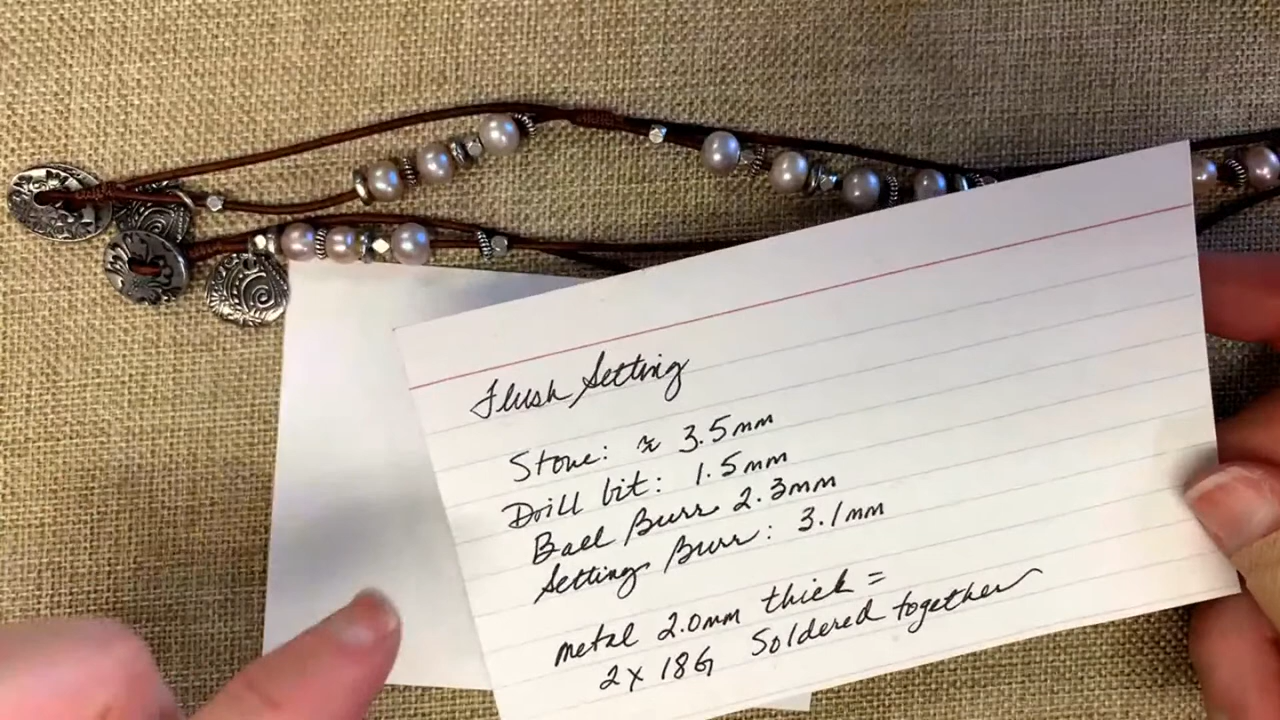 Flush Setting
Stone: ≈ 3.5mm
Drill bit: 1.5mm
Ball Burr 2.3mm
Setting Burr: 3.1mm
metal 2.0mm thick =
2x 18G Soldered together